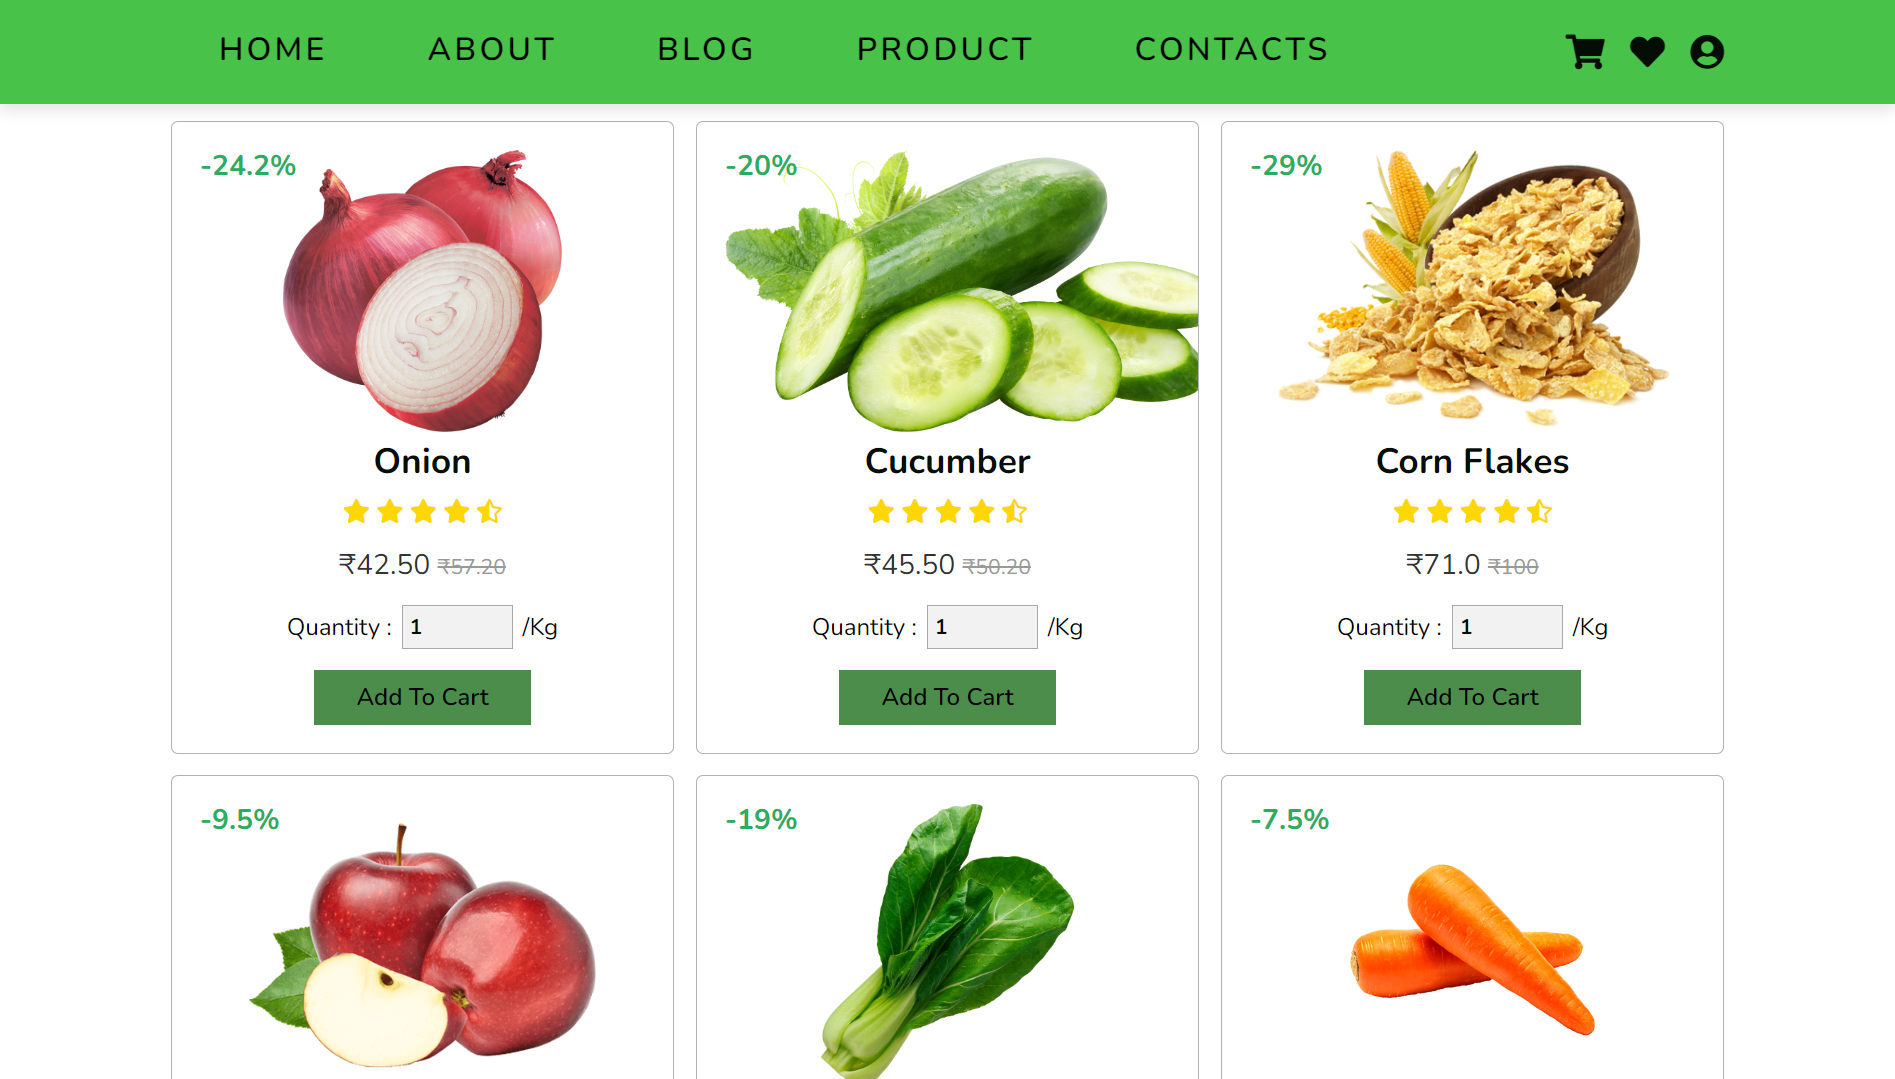 HOME ABOUT BLOG PRODUCT CONTACTS
-24.2% -20% -29%
Onion Cucumber Corn Flakes
₹42.50 ₹57.20 ₹45.50 ₹50.20 ₹71.0 ₹100
Quantity : 1 /Kg Quantity : 1 /Kg Quantity : 1 /Kg
Add To Cart Add To Cart Add To Cart
-9.5% -19% -7.5%